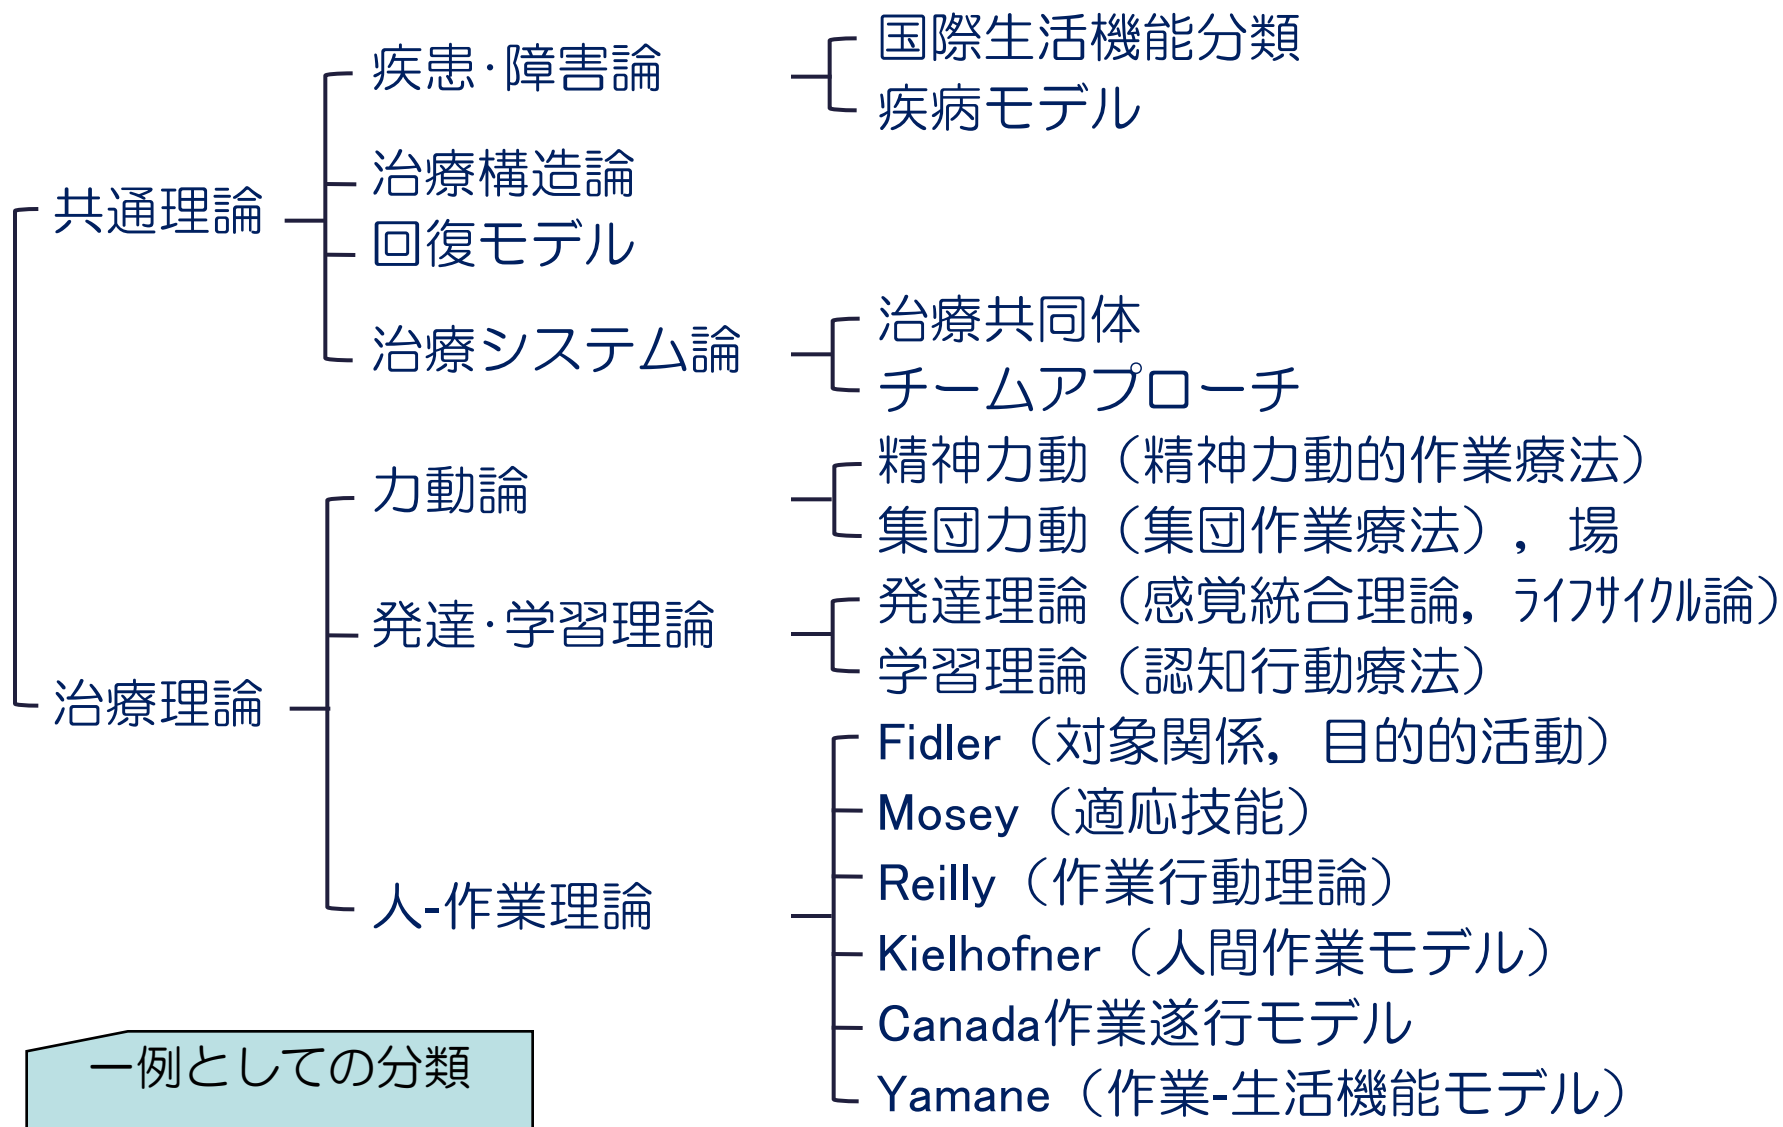 共通理論
疾患・障害論
国際生活機能分類
疾病モデル
治療構造論
回復モデル
治療システム論
治療共同体
チームアプローチ
治療理論
力動論
精神力動（精神力動的作業療法）
集団力動（集団作業療法），場
発達・学習理論
発達理論（感覚統合理論，ライフサイクル論）
学習理論（認知行動療法）
人-作業理論
Fidler（対象関係，目的的活動）
Mosey（適応技能）
Reilly（作業行動理論）
Kielhofner（人間作業モデル）
Canada作業遂行モデル
Yamane（作業-生活機能モデル）
一例としての分類